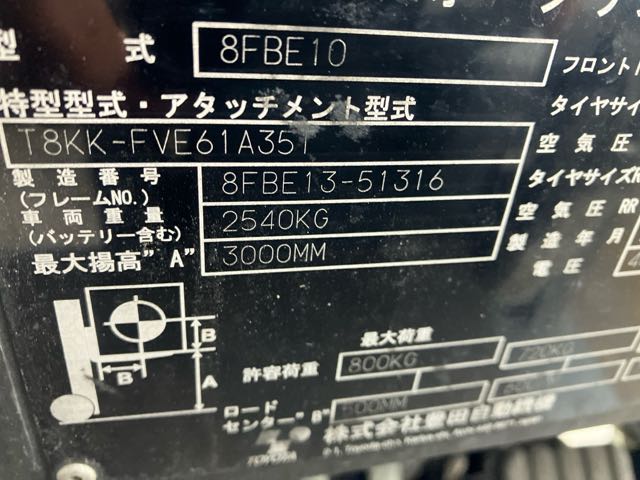 型 式 8FBE10 フロント
特型型式・アタッチメント型式 タイヤサイ
T8KK-FVE61A351 空気圧
製造番号 8FBE13-51316 タイヤサイズR
(フレームNO.)
車両重量 2540KG 空気圧RR
(バッテリー含む) 製造年月
最大揚高"A" 3000MM 電圧 4
最大荷重
B
B A
許容荷重 800KG 720KG
ロード
センター"B" 500MM
株式会社豊田自動織機